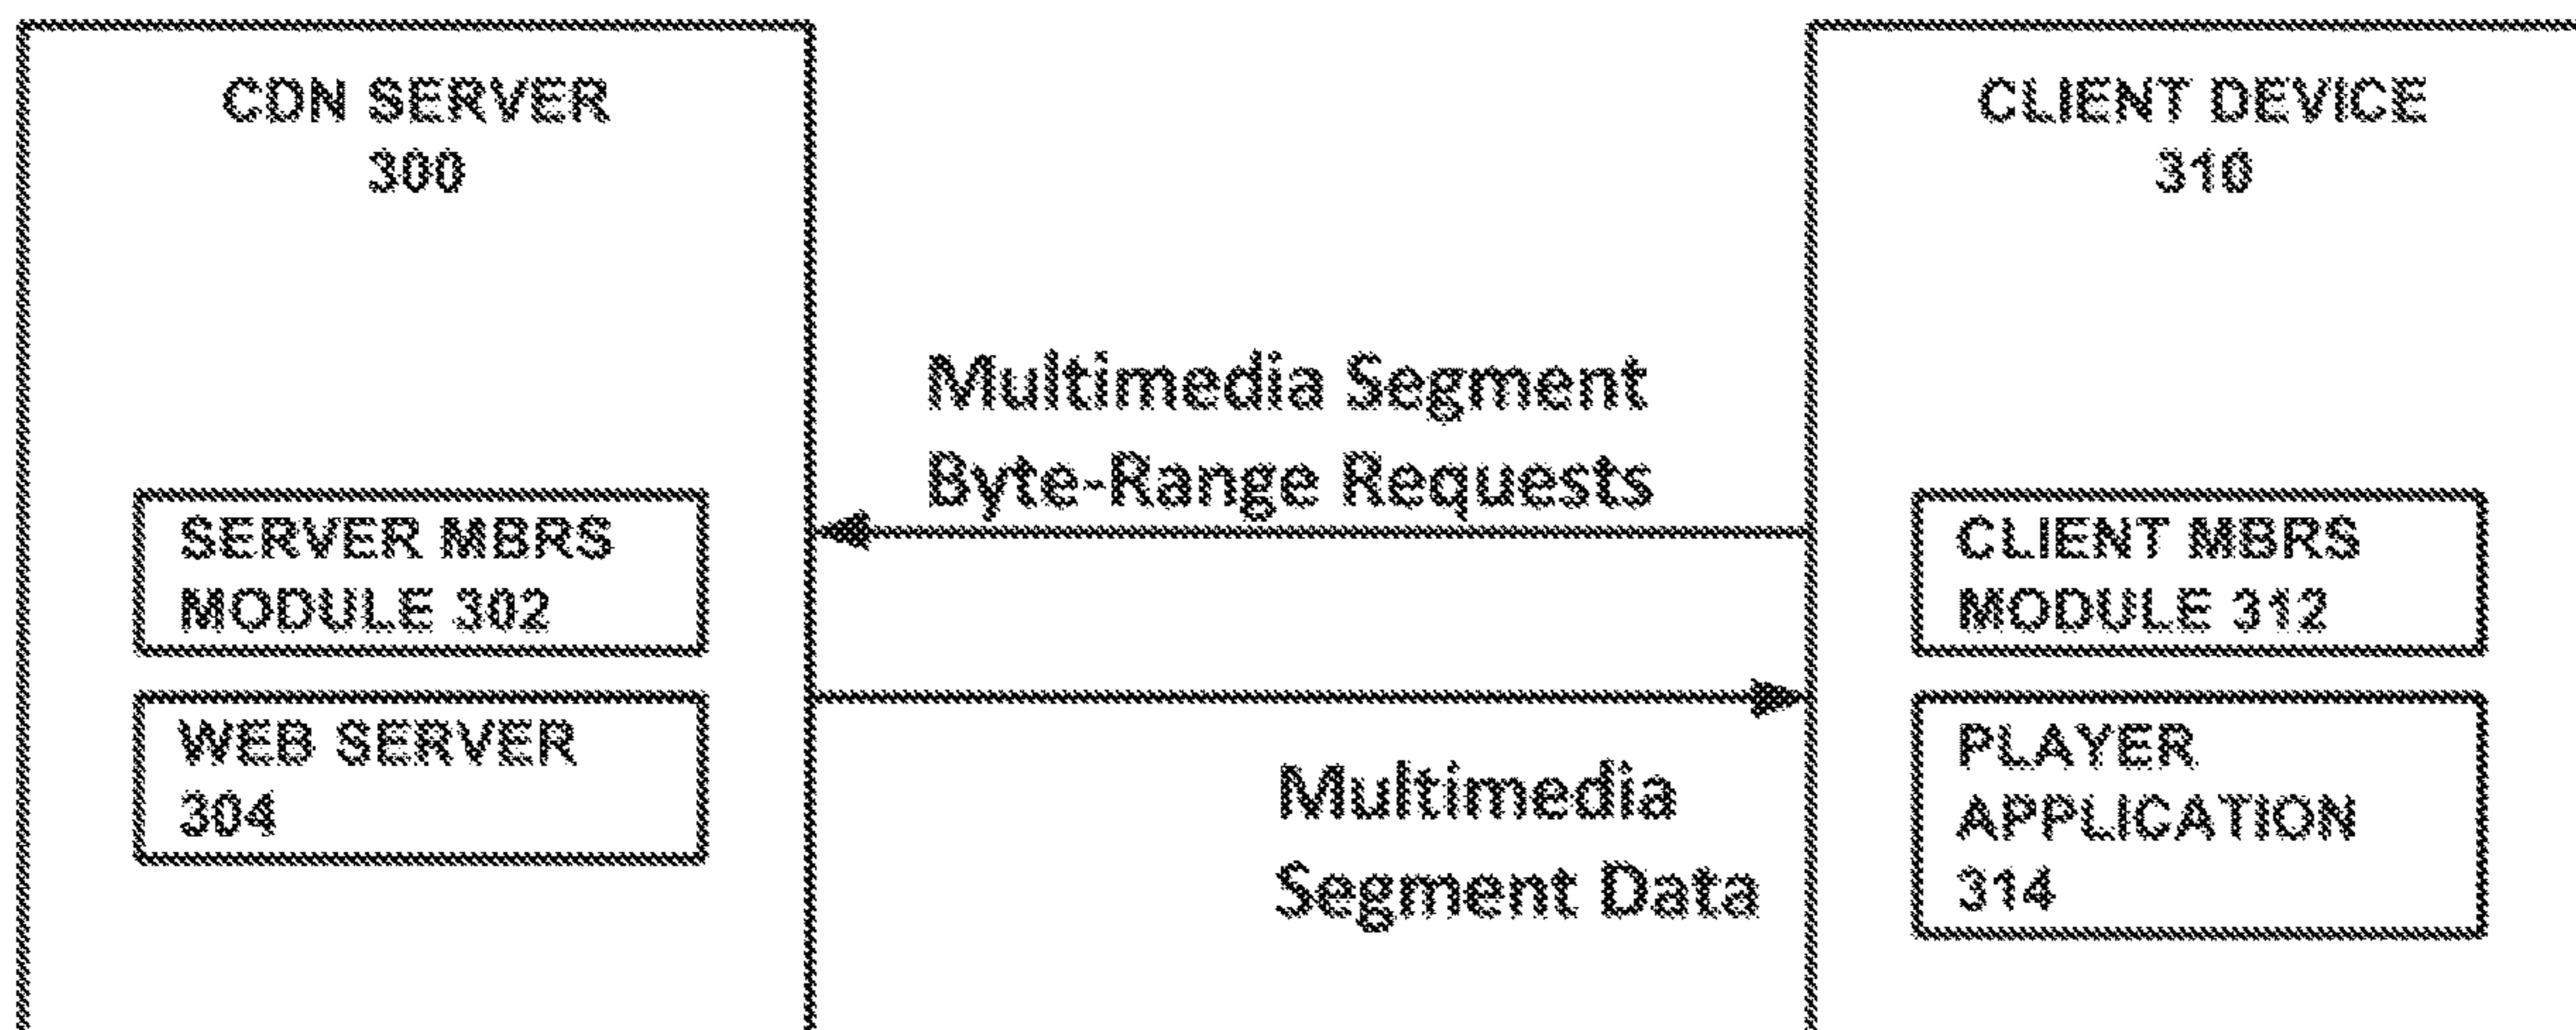 CDN SERVER
300
SERVER MBRS
MODULE 302
WEB SERVER
304
Multimedia Segment
Byte-Range Requests
Multimedia
Segment Data
CLIENT DEVICE
310
CLIENT MBRS
MODULE 312
PLAYER
APPLICATION
314